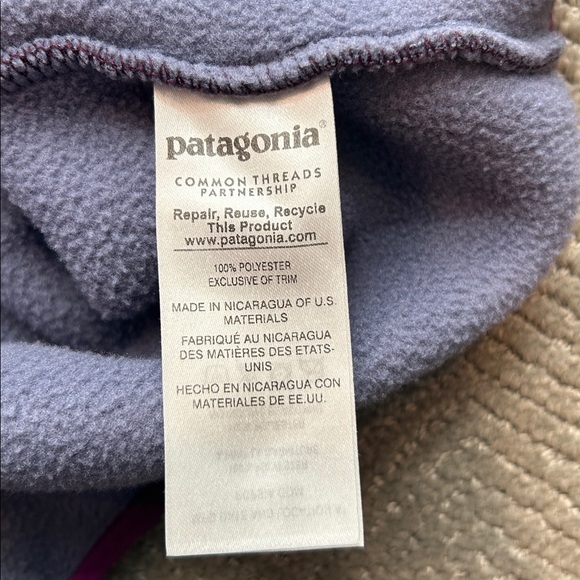 patagonia®
COMMON THREADS
PARTNERSHIP
Repair, Reuse, Recycle
This Product
www.patagonia.com
100% POLYESTER
EXCLUSIVE OF TRIM
MADE IN NICARAGUA OF U.S.
MATERIALS
FABRIQUÉ AU NICARAGUA
DES MATIÈRES DES ETATS-
UNIS
HECHO EN NICARAGUA CON
MATERIALES DE EE.UU.